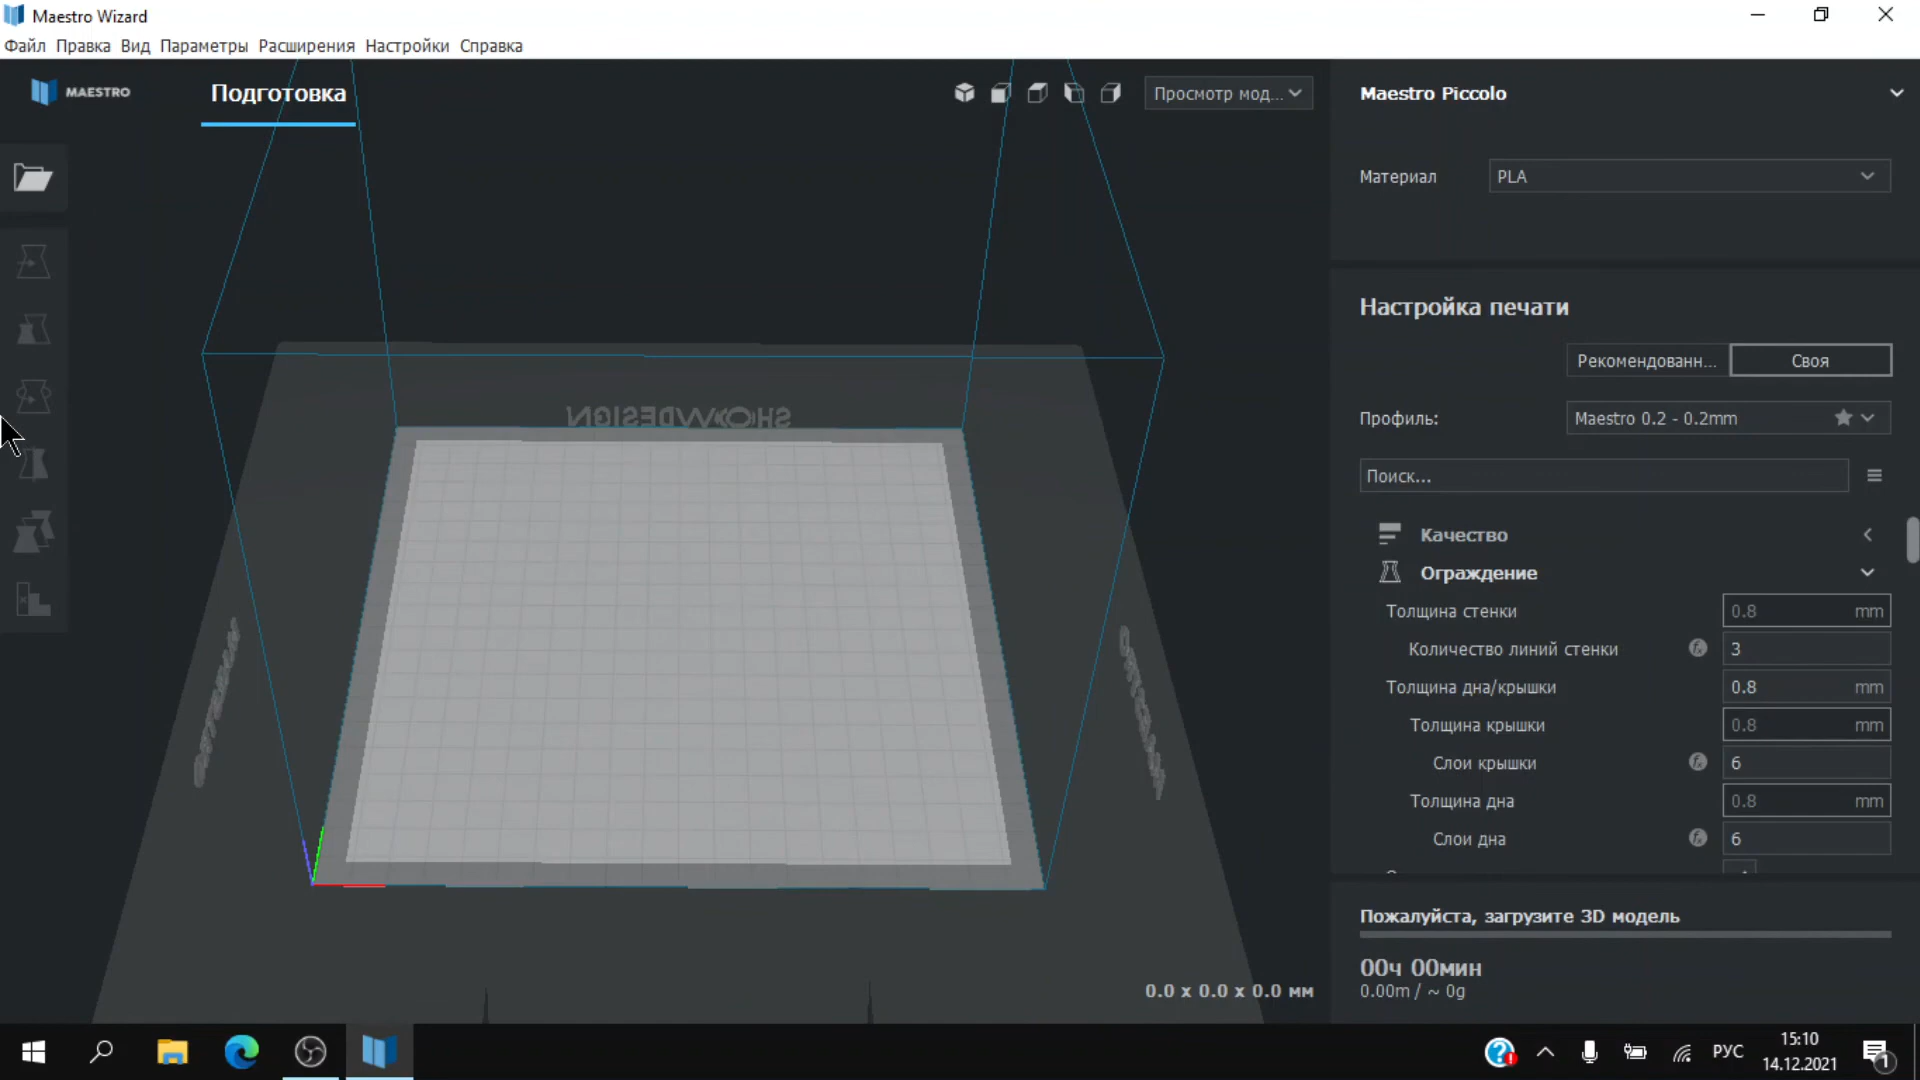 Maestro Wizard
Файл Правка Вид Параметры Расширения Настройки Справка
MAESTRO
Подготовка
Просмотр мод...
Maestro Piccolo
Материал
PLA
Настройка печати
Рекомендованн...
Своя
Профиль:
Maestro 0.2 - 0.2mm
Поиск...
Качество
Ограждение
Толщина стенки
0.8 mm
Количество линий стенки
3
Толщина дна/крышки
0.8 mm
Толщина крышки
0.8 mm
Слои крышки
6
Толщина дна
0.8 mm
Слои дна
6
SHOWDESIGN
Пожалуйста, загрузите 3D модель
00ч 00мин
0.00m / ~ 0g
0.0 x 0.0 x 0.0 мм
РУС
15:10
14.12.2021
1